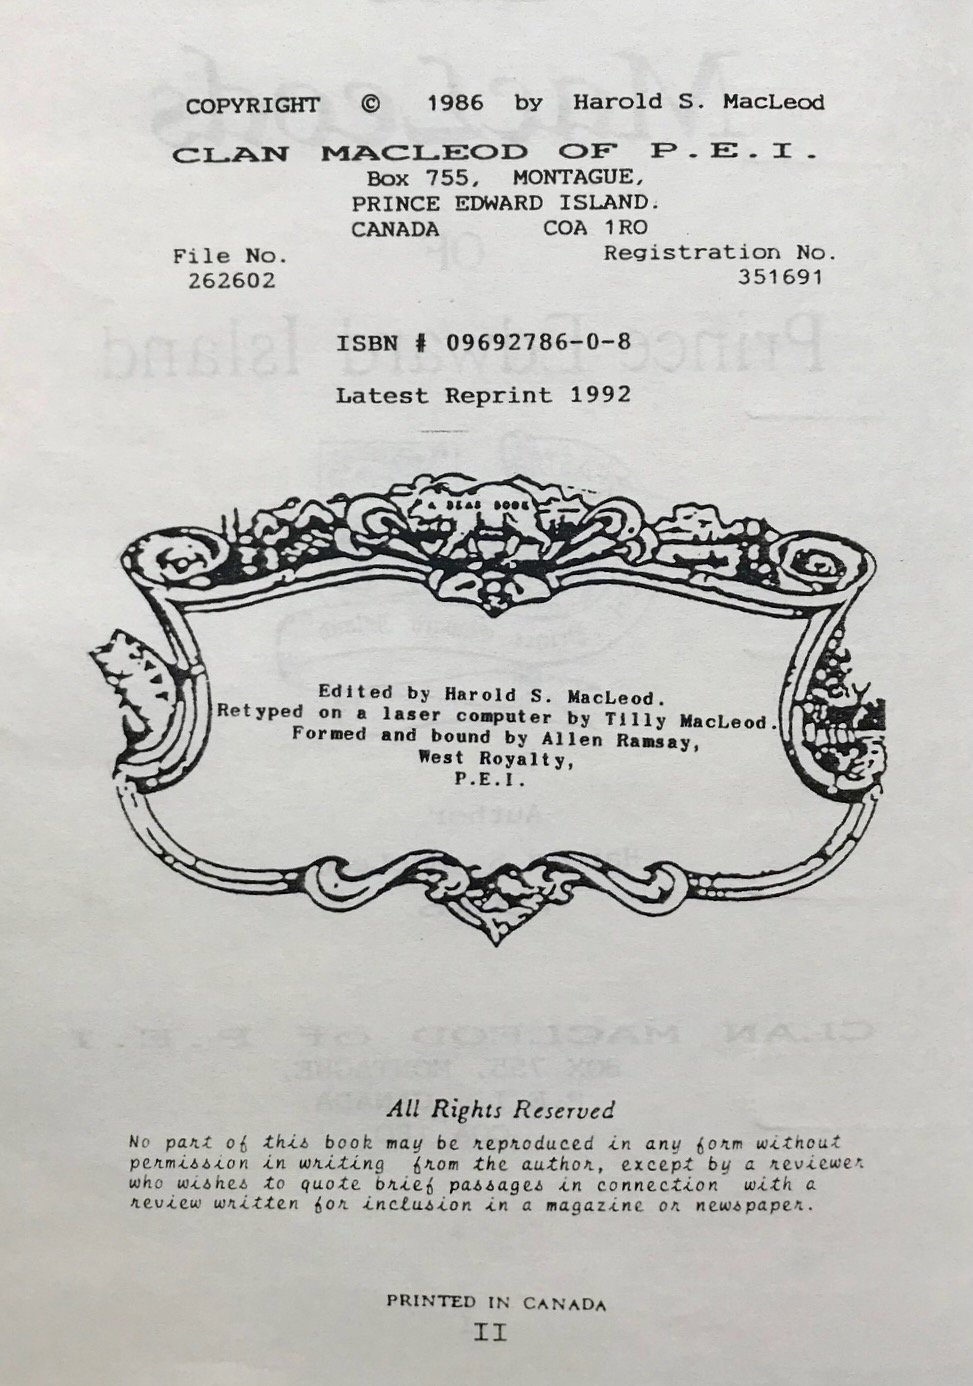 COPYRIGHT © 1986 by Harold S. MacLeod
CLAN MACLEOD OF P.E.I.
Box 755, MONTAGUE,
PRINCE EDWARD ISLAND.
CANADA COA 1RO
File No. Registration No.
262602 351691
ISBN # 09692786-0-8
Latest Reprint 1992
A BEAR BOOK
Edited by Harold S. MacLeod.
Retyped on a laser computer by Tilly MacLeod.
Formed and bound by Allen Ramsay,
West Royalty,
P.E.I.
All Rights Reserved
No part of this book may be reproduced in any form without
permission in writing from the author, except by a reviewer
who wishes to quote brief passages in connection with a
review written for inclusion in a magazine or newspaper.
PRINTED IN CANADA
II